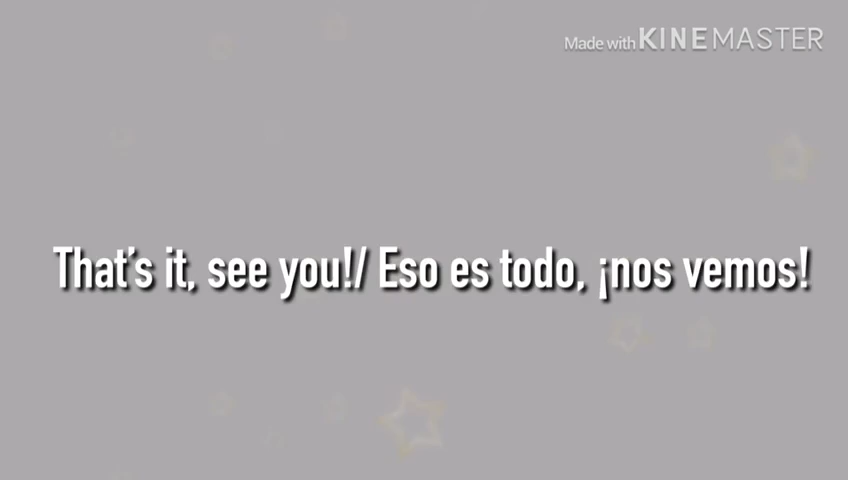 Made with KINEMASTER
That's it, see you!/ Eso es todo, ¡nos vemos!